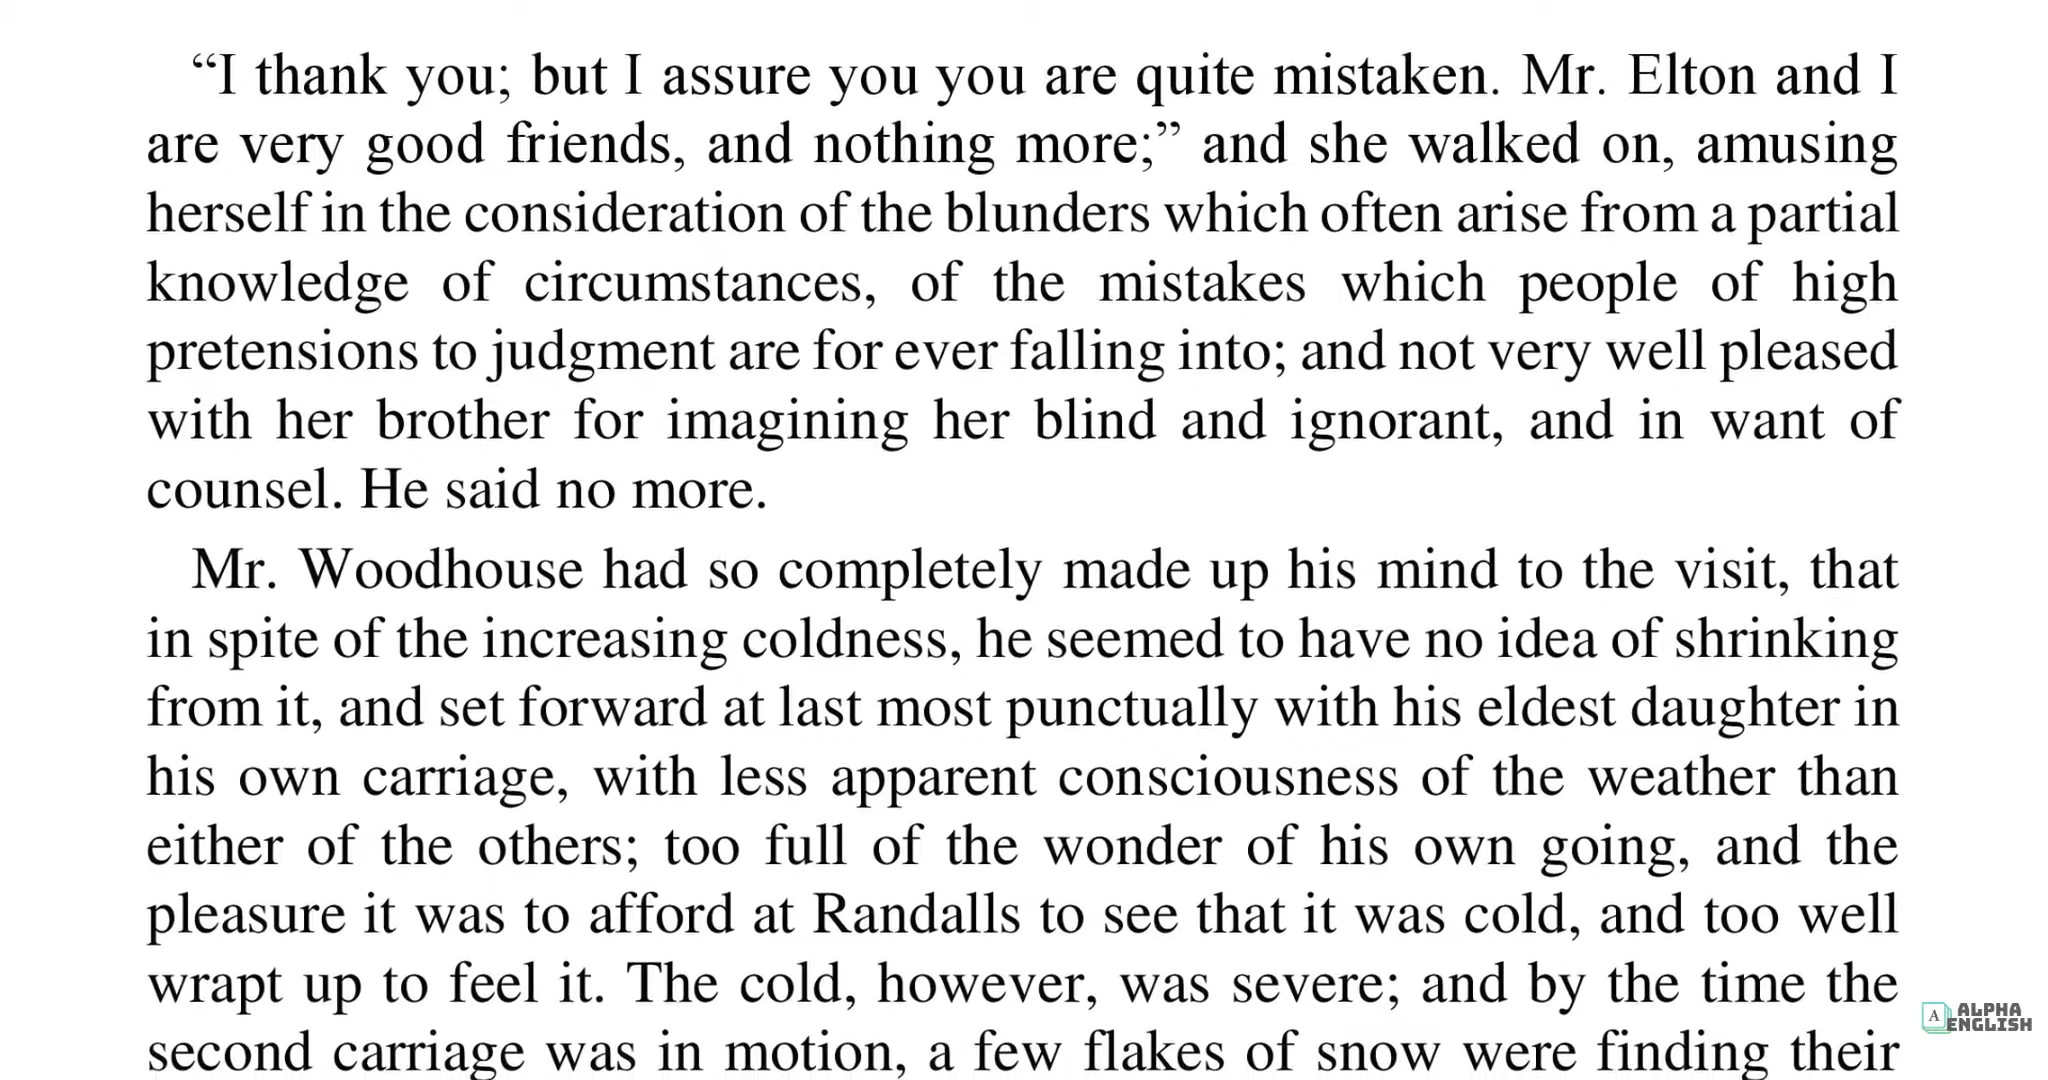 “I thank you; but I assure you you are quite mistaken. Mr. Elton and I
are very good friends, and nothing more;” and she walked on, amusing
herself in the consideration of the blunders which often arise from a partial
knowledge of circumstances, of the mistakes which people of high
pretensions to judgment are for ever falling into; and not very well pleased
with her brother for imagining her blind and ignorant, and in want of
counsel. He said no more.
Mr. Woodhouse had so completely made up his mind to the visit, that
in spite of the increasing coldness, he seemed to have no idea of shrinking
from it, and set forward at last most punctually with his eldest daughter in
his own carriage, with less apparent consciousness of the weather than
either of the others; too full of the wonder of his own going, and the
pleasure it was to afford at Randalls to see that it was cold, and too well
wrapt up to feel it. The cold, however, was severe; and by the time the
second carriage was in motion, a few flakes of snow were finding their
A ALPHA
ENGLISH